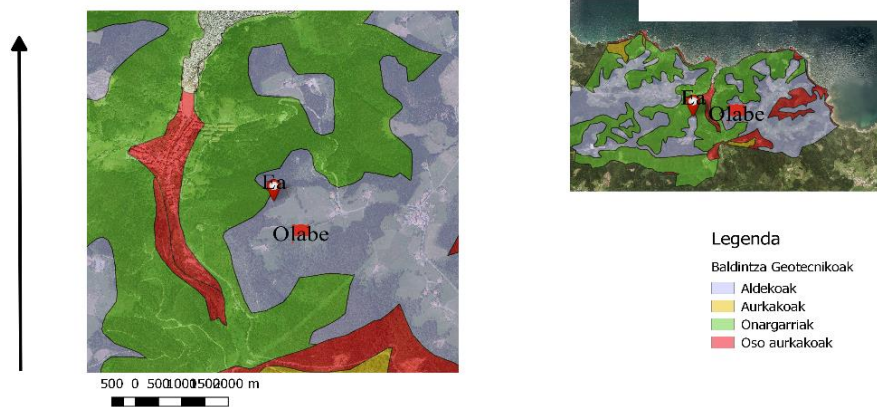 Ea
Olabe
500 0 500 1000 1500 2000 m
Ea
Olabe
Legenda
Baldintza Geotecnikoak
Aldekoak
Aurkakoak
Onargarriak
Oso aurkakoak